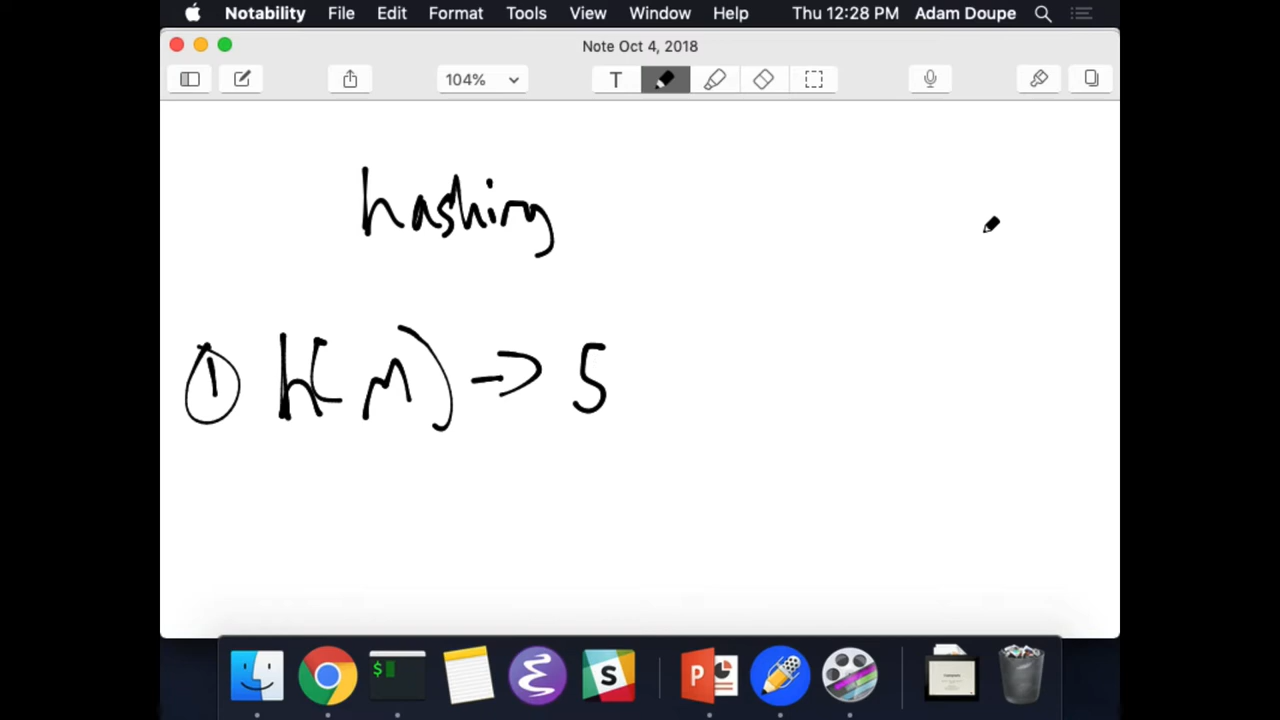 Notability File Edit Format Tools View Window Help Thu 12:28 PM Adam Doupe
Note Oct 4, 2018
104% T
hashing
① h(M) -> S
$
P